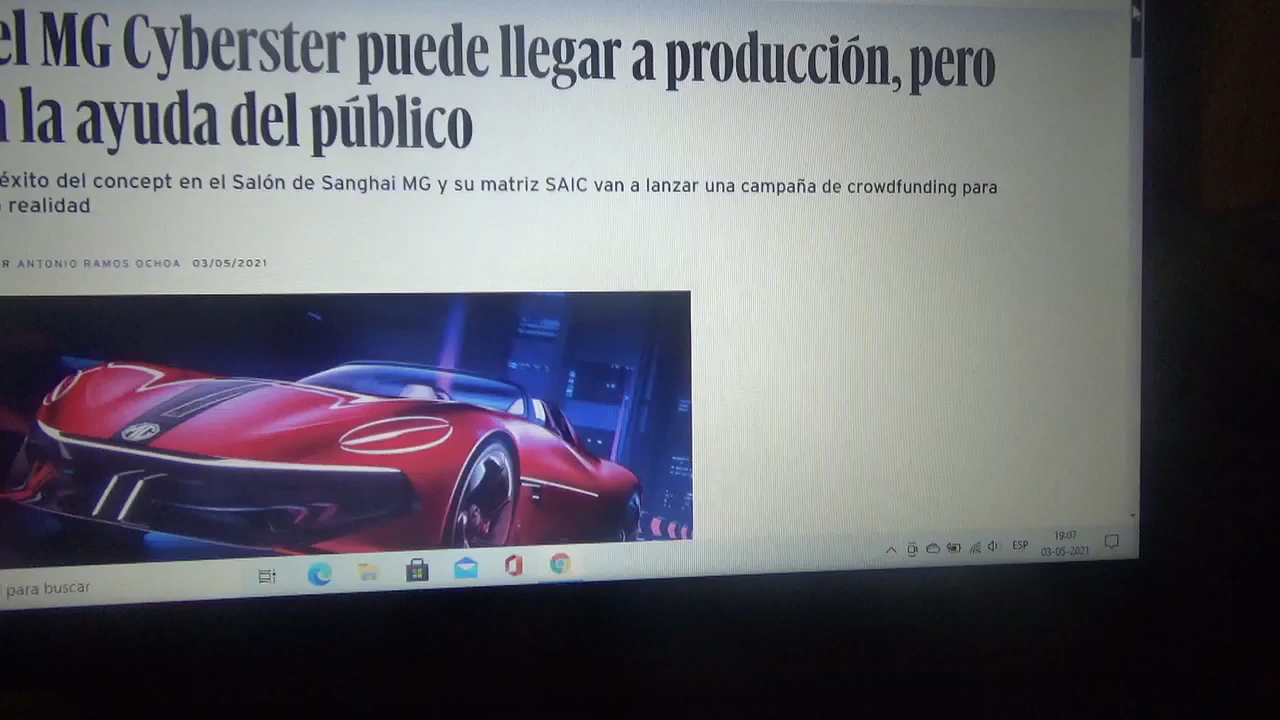 el MG Cyberster puede llegar a producción, pero
la ayuda del público
éxito del concept en el Salón de Sanghai MG y su matriz SAIC van a lanzar una campaña de crowdfunding para
realidad
R ANTONIO RAMOS OCHOA 03/05/2021
MG
para buscar
ESP
19:07
03-05-2021